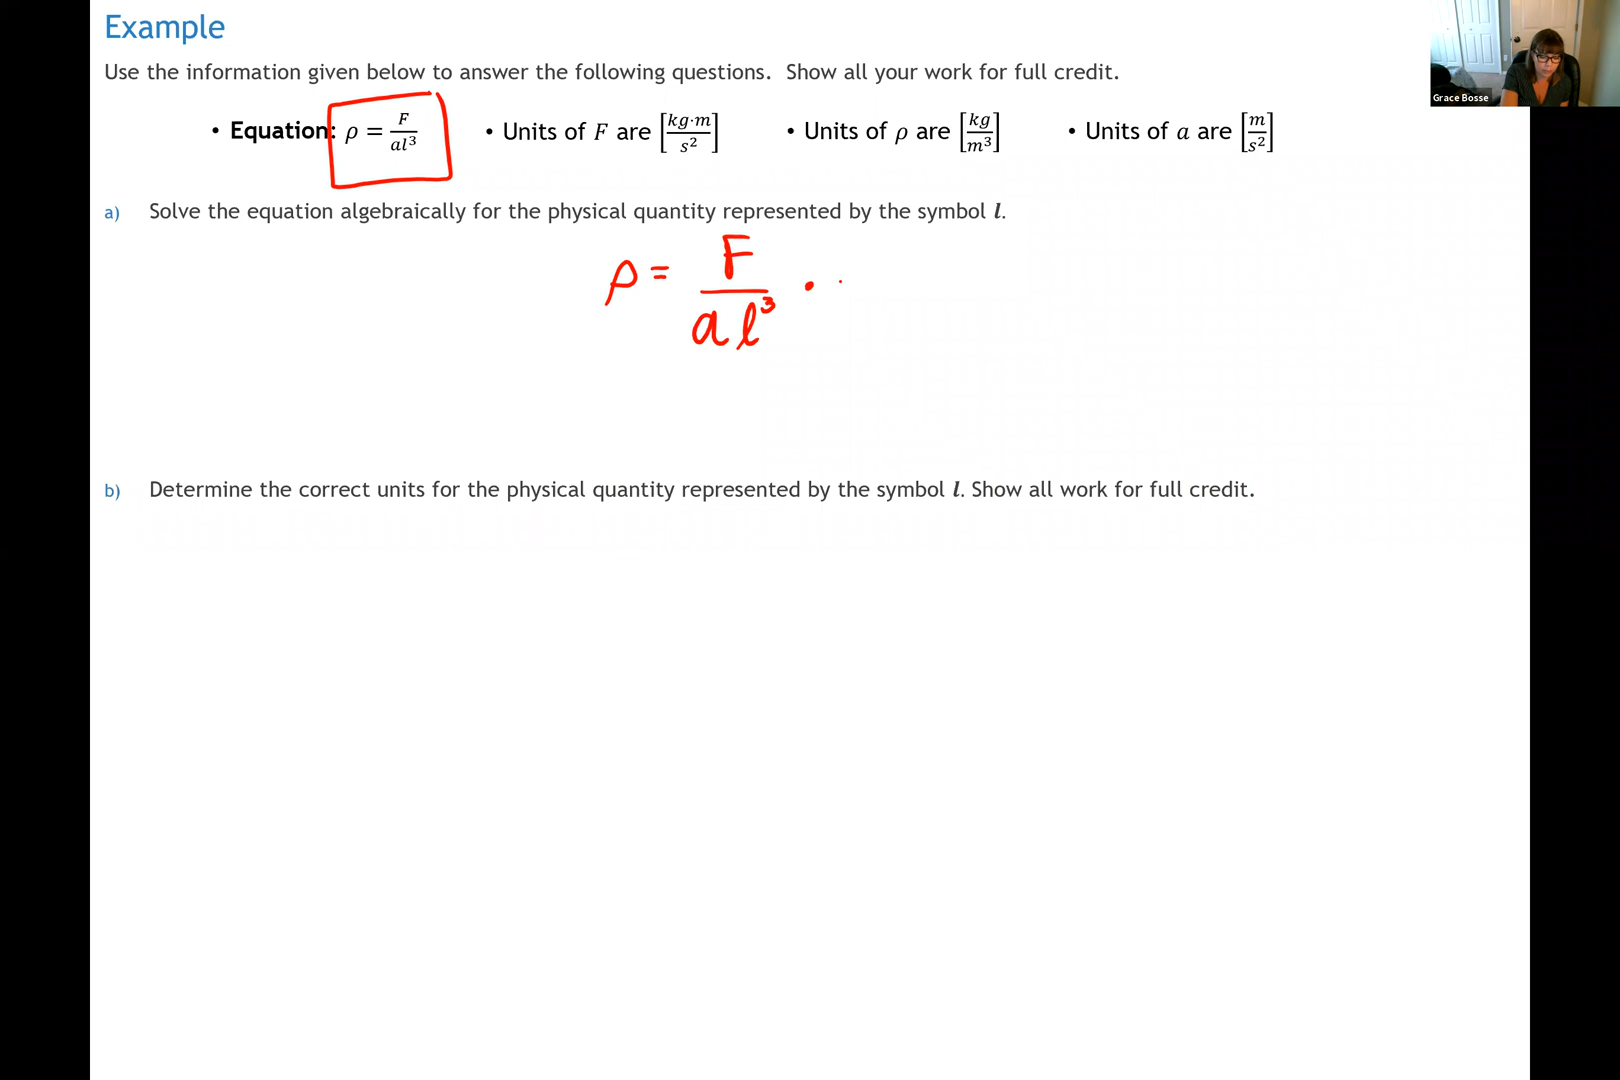 Example
Use the information given below to answer the following questions. Show all your work for full credit.
• Equation: ρ = F/al³ • Units of F are [kg·m/s²] • Units of ρ are [kg/m³] • Units of a are [m/s²]
a) Solve the equation algebraically for the physical quantity represented by the symbol l.
ρ = F/al³ ·
b) Determine the correct units for the physical quantity represented by the symbol l. Show all work for full credit.
Grace Bosse